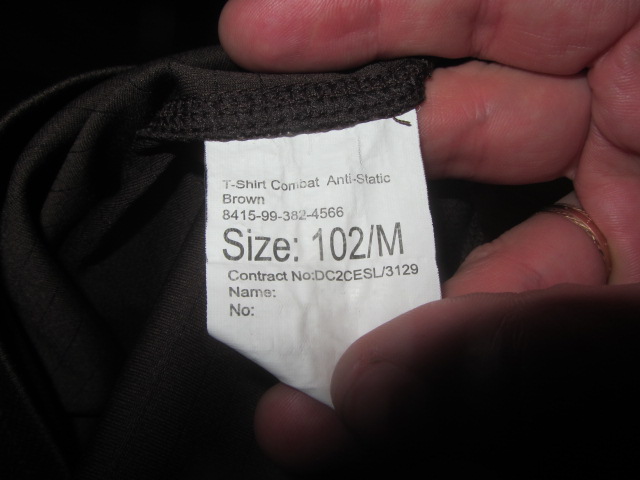 T-Shirt Combat Anti-Static
Brown
8415-99-382-4566
Size: 102/M
Contract No:DC2CESL/3129
Name:
No: